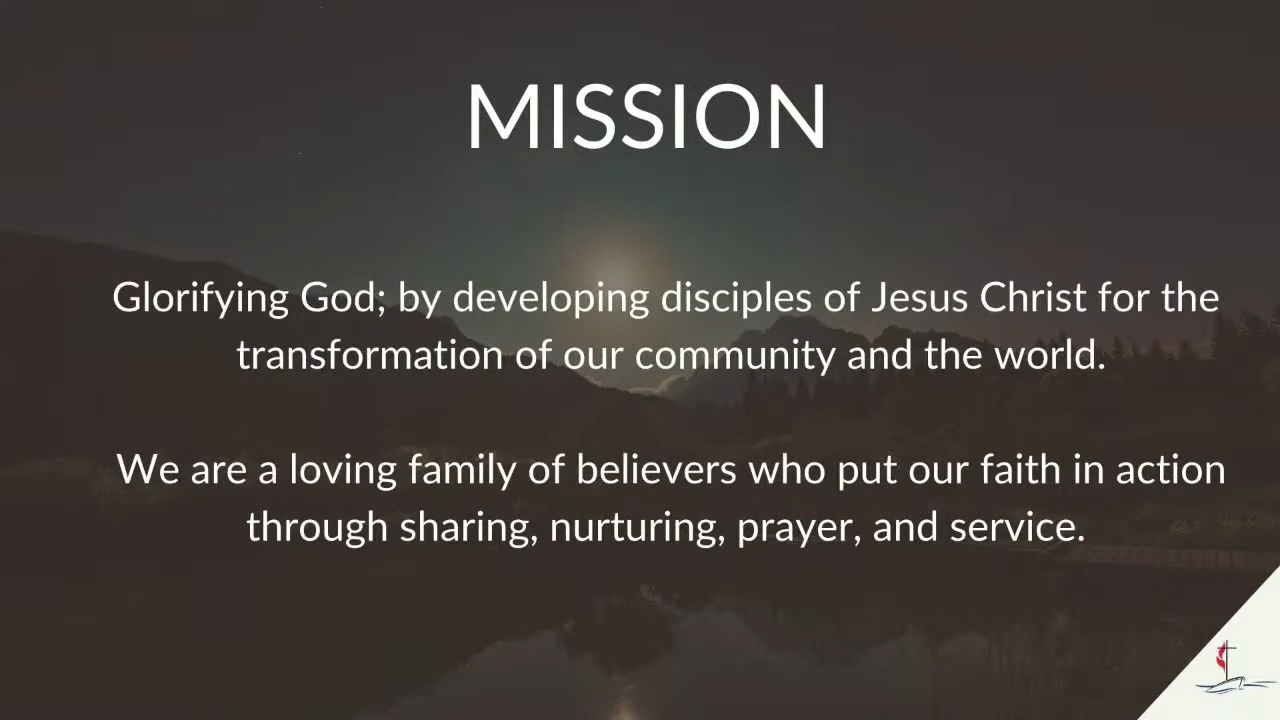 MISSION
Glorifying God; by developing disciples of Jesus Christ for the
transformation of our community and the world.
We are a loving family of believers who put our faith in action
through sharing, nurturing, prayer, and service.